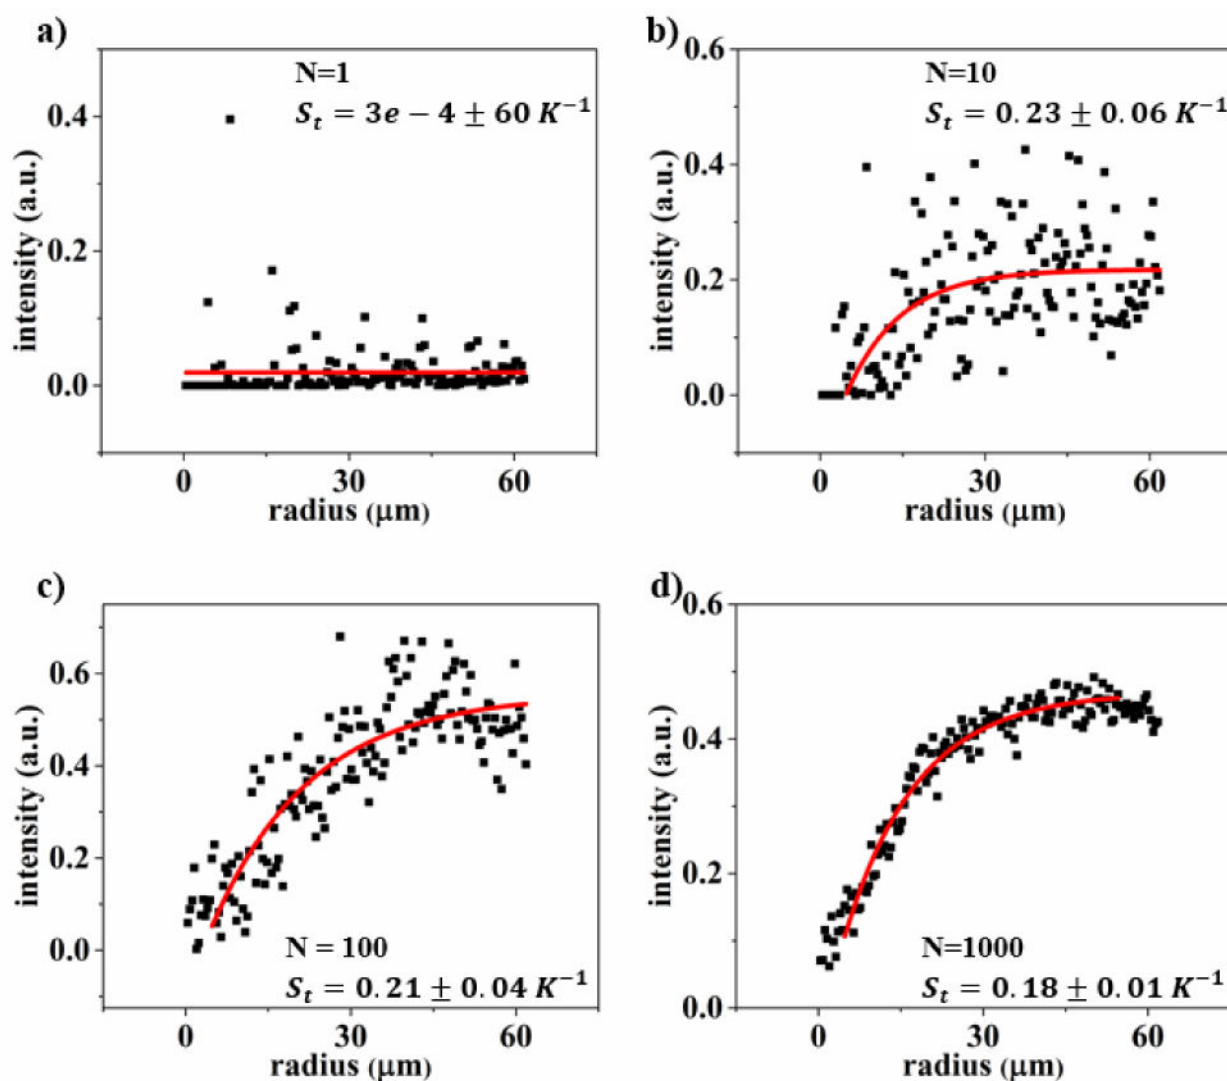 a)
N=1
S_t = 3e − 4 ± 60 K⁻¹
0.4
0.2
0.0
intensity (a.u.)
0 30 60
radius (μm)
b)
N=10
S_t = 0.23 ± 0.06 K⁻¹
0.6
0.4
0.2
0.0
intensity (a.u.)
0 30 60
radius (μm)
c)
0.6
0.4
0.2
0.0
intensity (a.u.)
N = 100
S_t = 0.21 ± 0.04 K⁻¹
0 30 60
radius (μm)
d)
0.6
0.4
0.2
0.0
intensity (a.u.)
N=1000
S_t = 0.18 ± 0.01 K⁻¹
0 30 60
radius (μm)